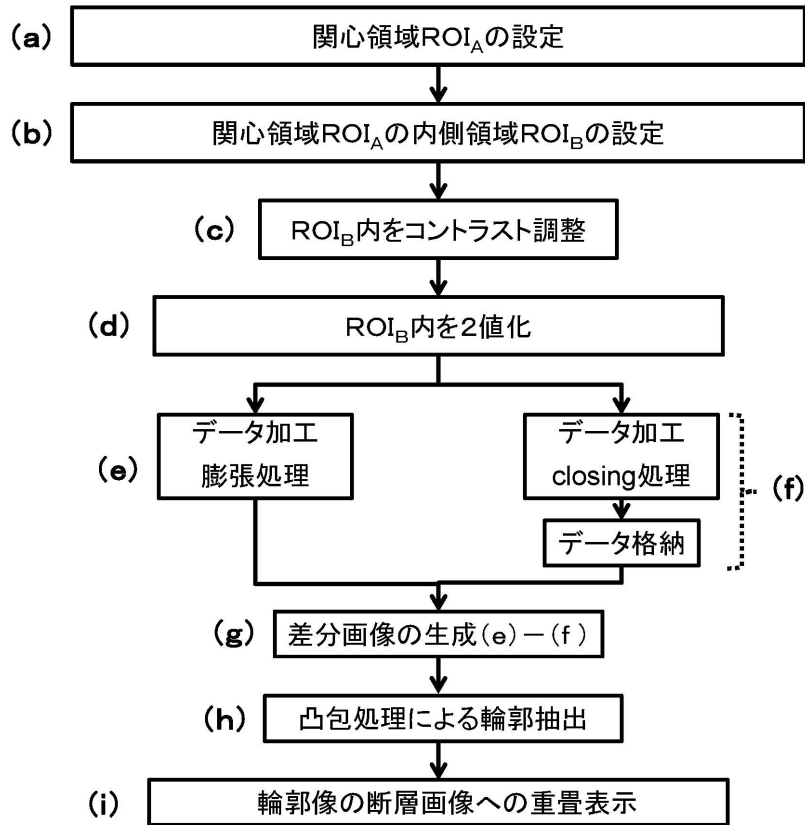 (a) 関心領域ROIAの設定
(b) 関心領域ROIAの内側領域ROIBの設定
(c) ROIB内をコントラスト調整
(d) ROIB内を2値化
(e) データ加工
膨張処理
データ加工
closing処理
(f)
データ格納
(g) 差分画像の生成(e)-(f)
(h) 凸包処理による輪郭抽出
(i) 輪郭像の断層画像への重畳表示